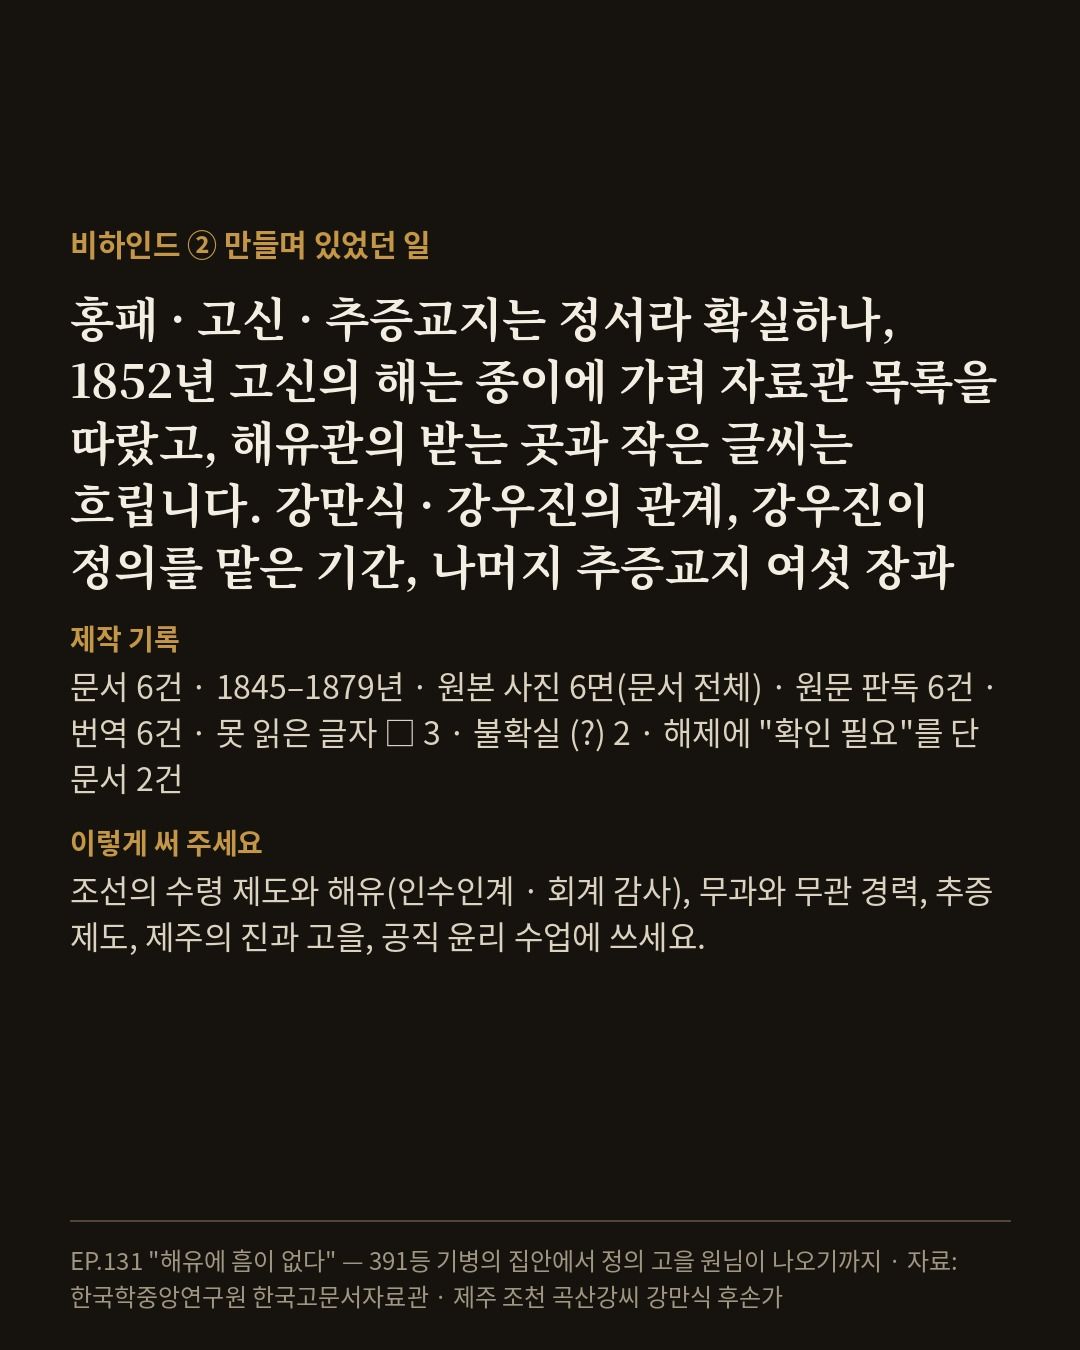 비하인드 ② 만들며 있었던 일
홍패 · 고신 · 추증교지는 정서라 확실하나,
1852년 고신의 해는 종이에 가려 자료관 목록을
따랐고, 해유관의 받는 곳과 작은 글씨는
흐립니다. 강만식 · 강우진의 관계, 강우진이
정의를 맡은 기간, 나머지 추증교지 여섯 장과
제작 기록
문서 6건 · 1845–1879년 · 원본 사진 6면(문서 전체) · 원문 판독 6건 ·
번역 6건 · 못 읽은 글자 □ 3 · 불확실 (?) 2 · 해제에 "확인 필요"를 단
문서 2건
이렇게 써 주세요
조선의 수령 제도와 해유(인수인계 · 회계 감사), 무과와 무관 경력, 추증
제도, 제주의 진과 고을, 공직 윤리 수업에 쓰세요.
EP.131 "해유에 흠이 없다" — 391등 기병의 집안에서 정의 고을 원님이 나오기까지 · 자료:
한국학중앙연구원 한국고문서자료관 · 제주 조천 곡산강씨 강만식 후손가